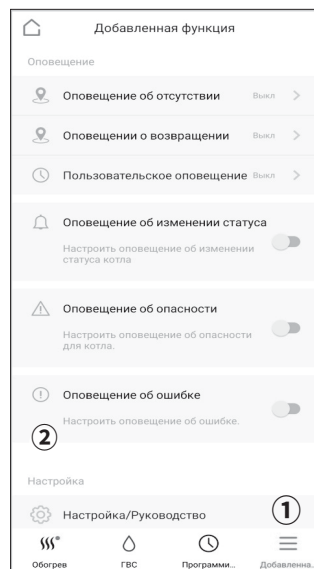 Добавленная функция
Оповещение
Оповещение об отсутствии Выкл
Оповещении о возвращении Выкл
Пользовательское оповещение Выкл
Оповещение об изменении статуса
Настроить оповещение об изменении
статуса котла
Оповещение об опасности
Настроить оповещение об опасности
для котла.
Оповещение об ошибке
Настроить оповещение об ошибке.
2
Настройка
Настройка/Руководство
1
Обогрев ГВС Программи... Добавленна...